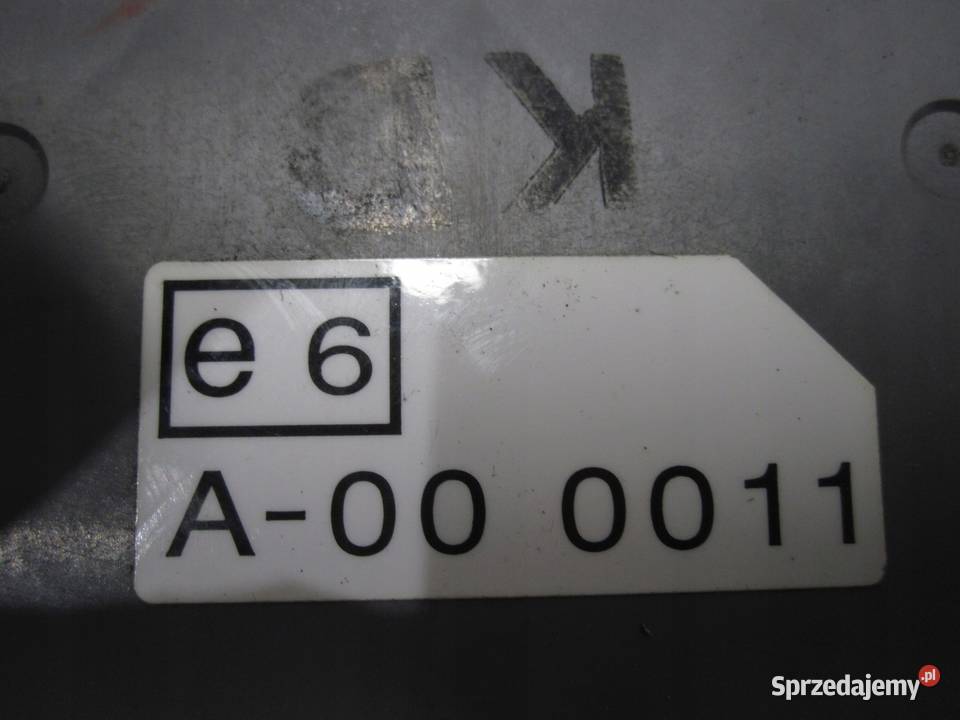 KD
e 6
A-00 0011
Sprzedajemy.pl